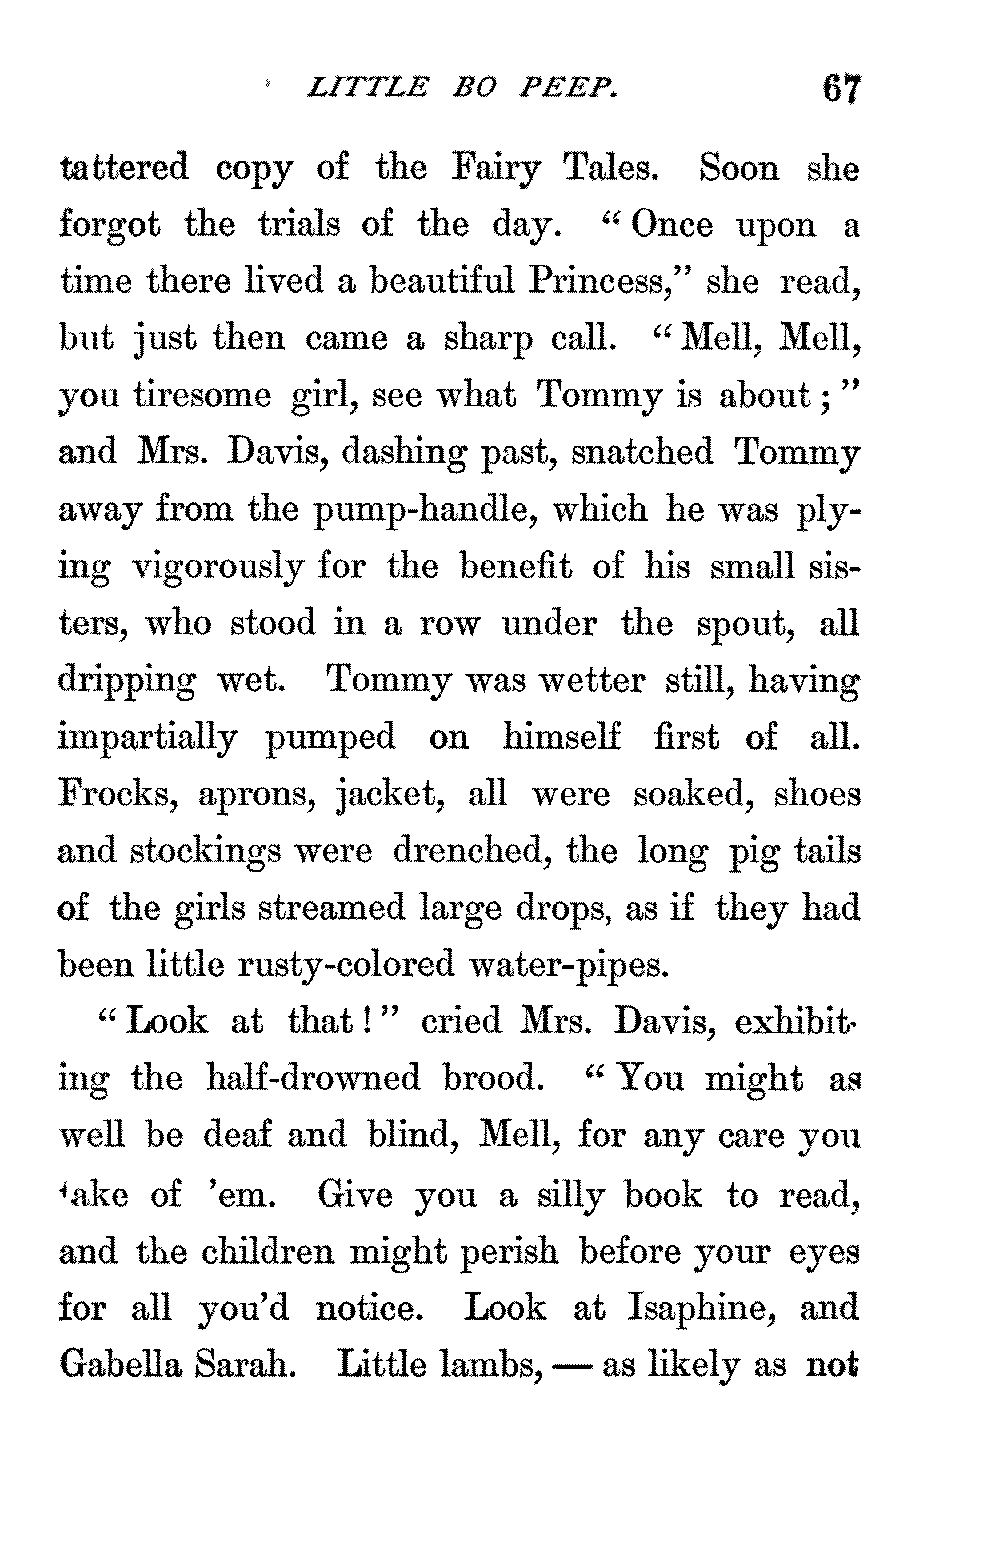 LITTLE BO PEEP. 67
tattered copy of the Fairy Tales. Soon she
forgot the trials of the day. “ Once upon a
time there lived a beautiful Princess,” she read,
but just then came a sharp call. “ Mell, Mell,
you tiresome girl, see what Tommy is about ; ”
and Mrs. Davis, dashing past, snatched Tommy
away from the pump-handle, which he was ply-
ing vigorously for the benefit of his small sis-
ters, who stood in a row under the spout, all
dripping wet. Tommy was wetter still, having
impartially pumped on himself first of all.
Frocks, aprons, jacket, all were soaked, shoes
and stockings were drenched, the long pig tails
of the girls streamed large drops, as if they had
been little rusty-colored water-pipes.
“ Look at that ! ” cried Mrs. Davis, exhibit-
ing the half-drowned brood. “ You might as
well be deaf and blind, Mell, for any care you
take of ’em. Give you a silly book to read,
and the children might perish before your eyes
for all you’d notice. Look at Isaphine, and
Gabella Sarah. Little lambs, — as likely as not